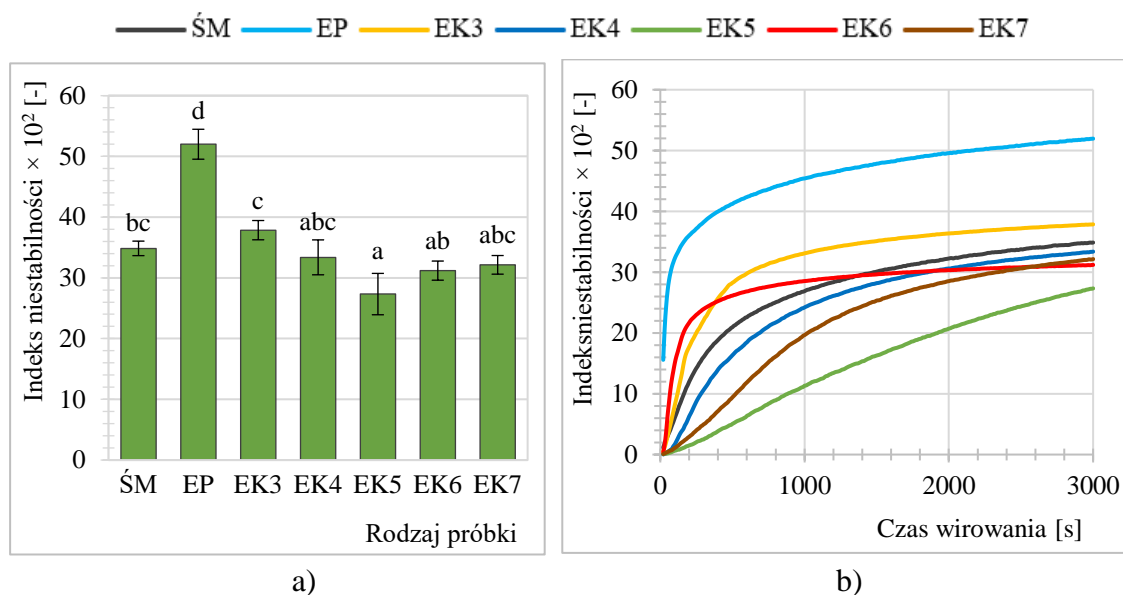 ŚM EP EK3 EK4 EK5 EK6 EK7
Indeks niestabilności × 10² [-]
60
50
40
30
20
10
0
bc
d
c
abc
a
ab
abc
ŚM EP EK3 EK4 EK5 EK6 EK7
Rodzaj próbki
a)
Indeksniestabilności × 10² [-]
60
50
40
30
20
10
0
0 1000 2000 3000
Czas wirowania [s]
b)